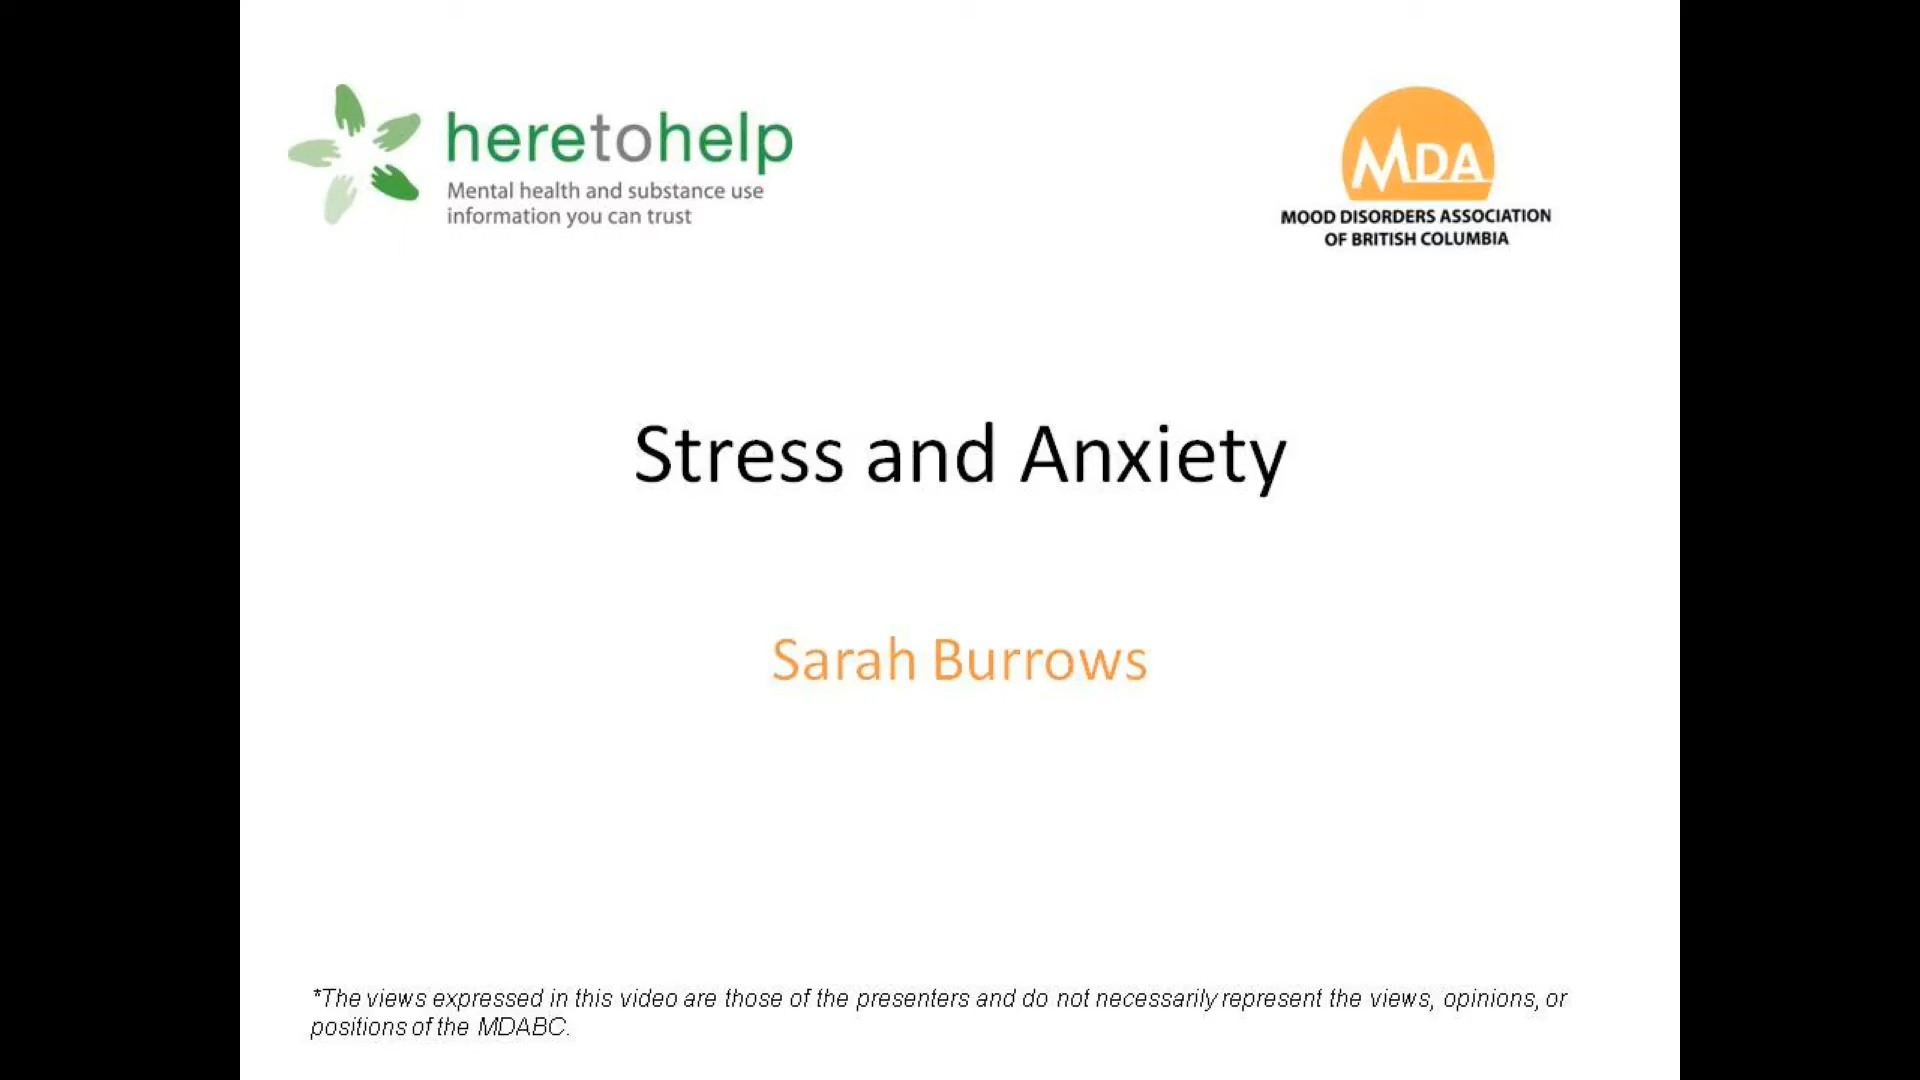 heretohelp
Mental health and substance use
information you can trust
MDA
MOOD DISORDERS ASSOCIATION
OF BRITISH COLUMBIA
Stress and Anxiety
Sarah Burrows
*The views expressed in this video are those of the presenters and do not necessarily represent the views, opinions, or
positions of the MDABC.